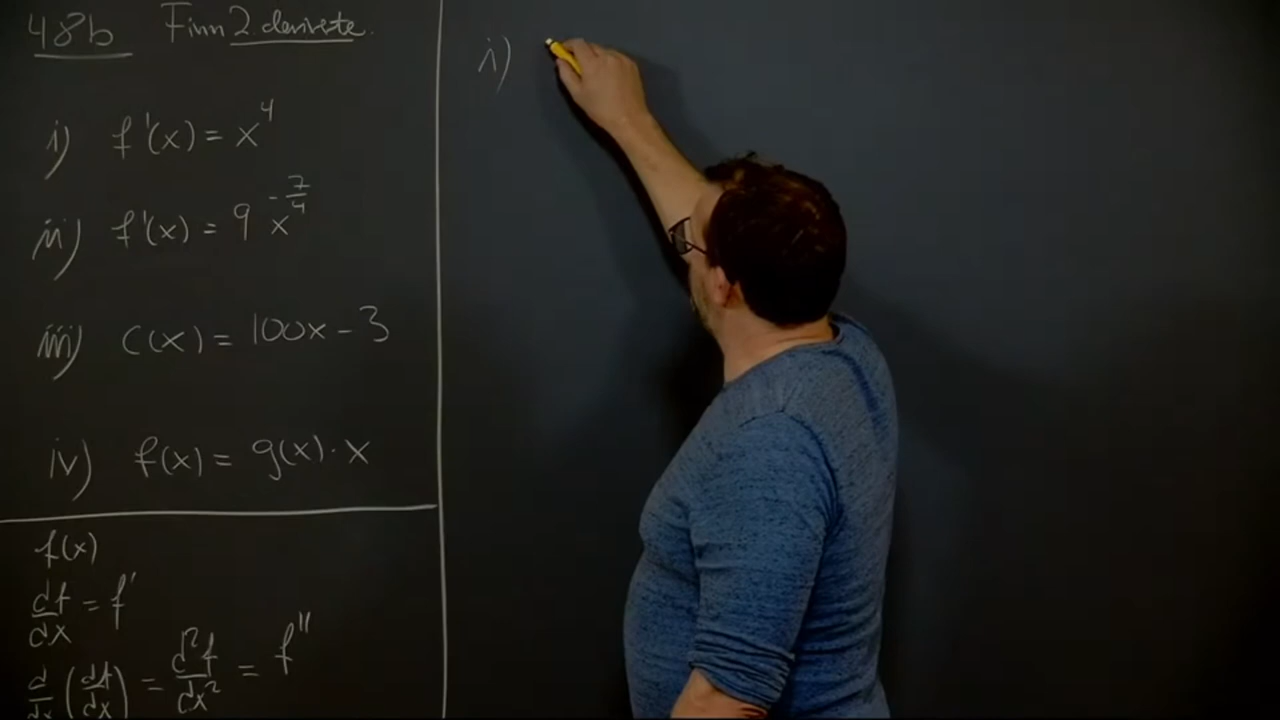 48b Finn 2. deriverte.
i) f'(x) = x^4
ii) f'(x) = 9 x^{-7/4}
iii) C(x) = 100x - 3
iv) f(x) = g(x) · x
f(x)
df/dx = f'
d/dx (df/dx) = d²f/dx² = f''
i)